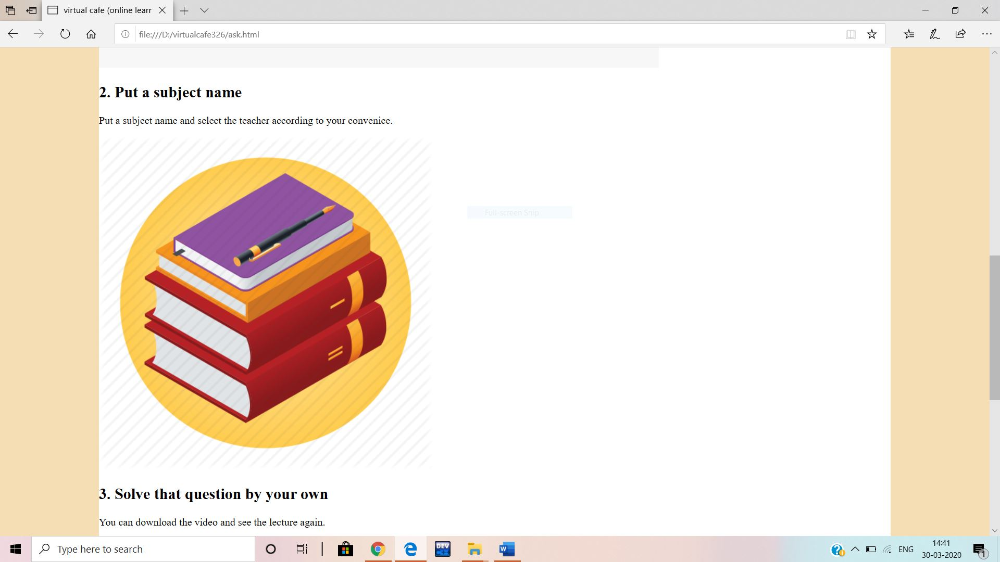 virtual cafe (online learr
file:///D:/virtualcafe326/ask.html
2. Put a subject name
Put a subject name and select the teacher according to your convenice.
Full-screen Snip
3. Solve that question by your own
You can download the video and see the lecture again.
Type here to search
DEV
C++
W
ENG
14:41
30-03-2020
1